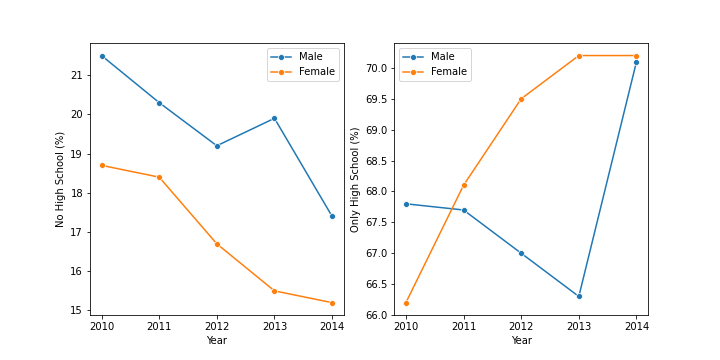 Male
Female
21
20
19
18
17
16
15
No High School (%)
2010 2011 2012 2013 2014
Year
Male
Female
70.0
69.5
69.0
68.5
68.0
67.5
67.0
66.5
66.0
Only High School (%)
2010 2011 2012 2013 2014
Year